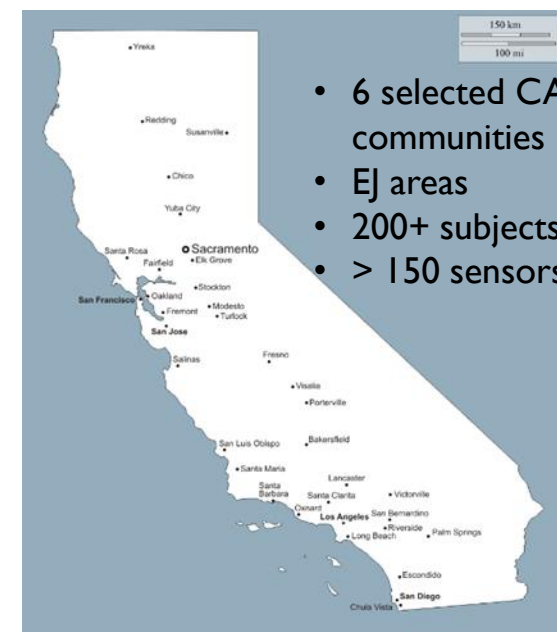 150 km
100 mi
• 6 selected CA
communities
• EJ areas
• 200+ subjects
• > 150 sensors
Yreka
Redding
Susanville
Chico
Yuba City
Sacramento
Santa Rosa
Fairfield
Elk Grove
Stockton
San Francisco
Oakland
Modesto
Fremont
Turlock
San Jose
Salinas
Fresno
Visalia
Porterville
San Luis Obispo
Bakersfield
Santa Maria
Lancaster
Santa
Barbara
Santa Clarita
Victorville
Oxnard
Los Angeles
San Bernardino
Riverside
Palm Springs
Long Beach
Escondido
San Diego
Chula Vista